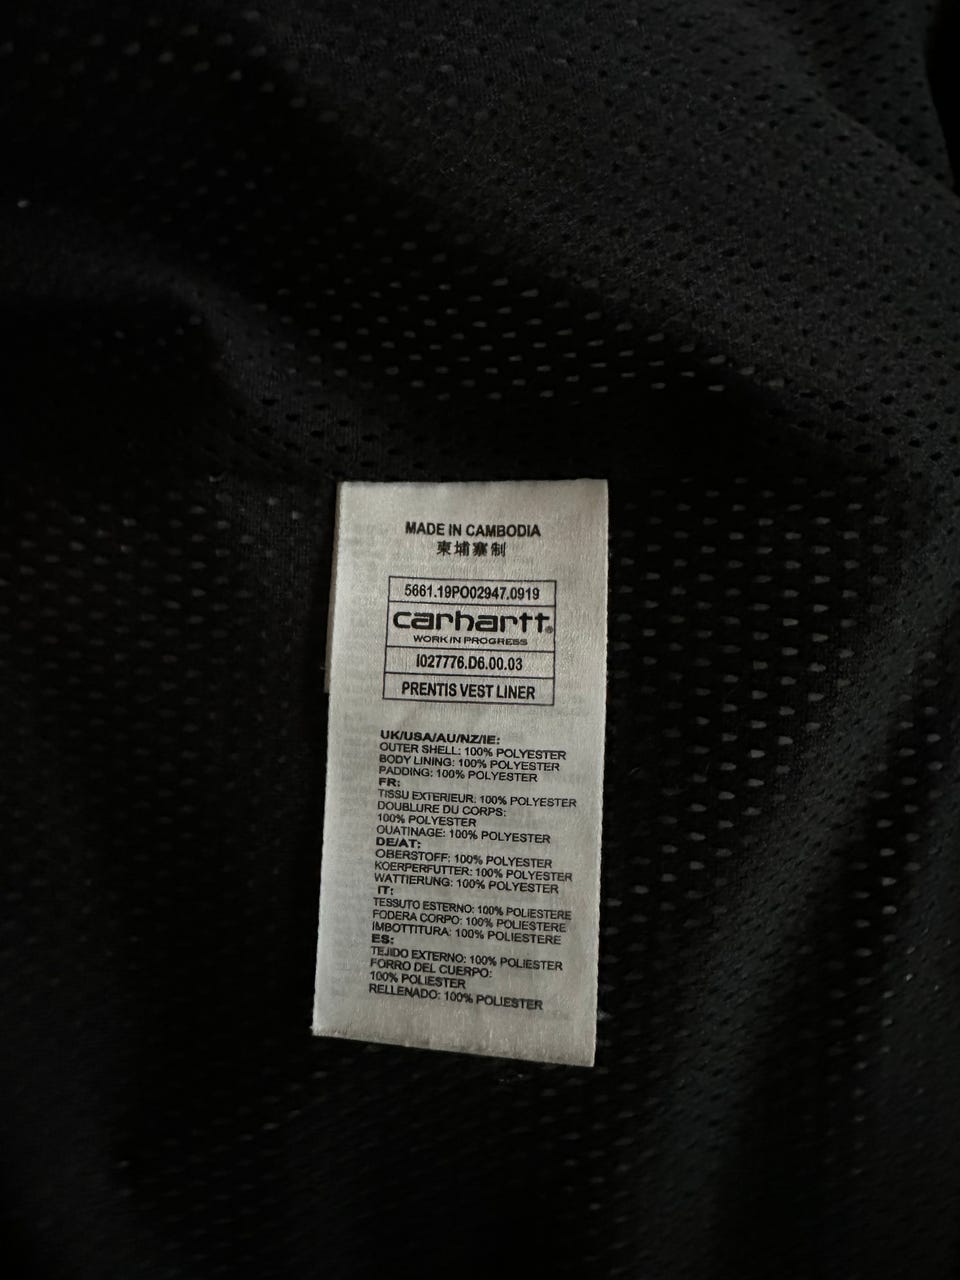 MADE IN CAMBODIA
柬埔寨制
5661.19PO02947.0919
carhartt®
WORK IN PROGRESS
I027776.D6.00.03
PRENTIS VEST LINER
UK/USA/AU/NZ/IE:
OUTER SHELL: 100% POLYESTER
BODY LINING: 100% POLYESTER
PADDING: 100% POLYESTER
FR:
TISSU EXTERIEUR: 100% POLYESTER
DOUBLURE DU CORPS:
100% POLYESTER
OUATINAGE: 100% POLYESTER
DE/AT:
OBERSTOFF: 100% POLYESTER
KOERPERFUTTER: 100% POLYESTER
WATTIERUNG: 100% POLYESTER
IT:
TESSUTO ESTERNO: 100% POLIESTERE
FODERA CORPO: 100% POLIESTERE
IMBOTTITURA: 100% POLIESTERE
ES:
TEJIDO EXTERNO: 100% POLIESTER
FORRO DEL CUERPO:
100% POLIESTER
RELLENADO: 100% POLIESTER